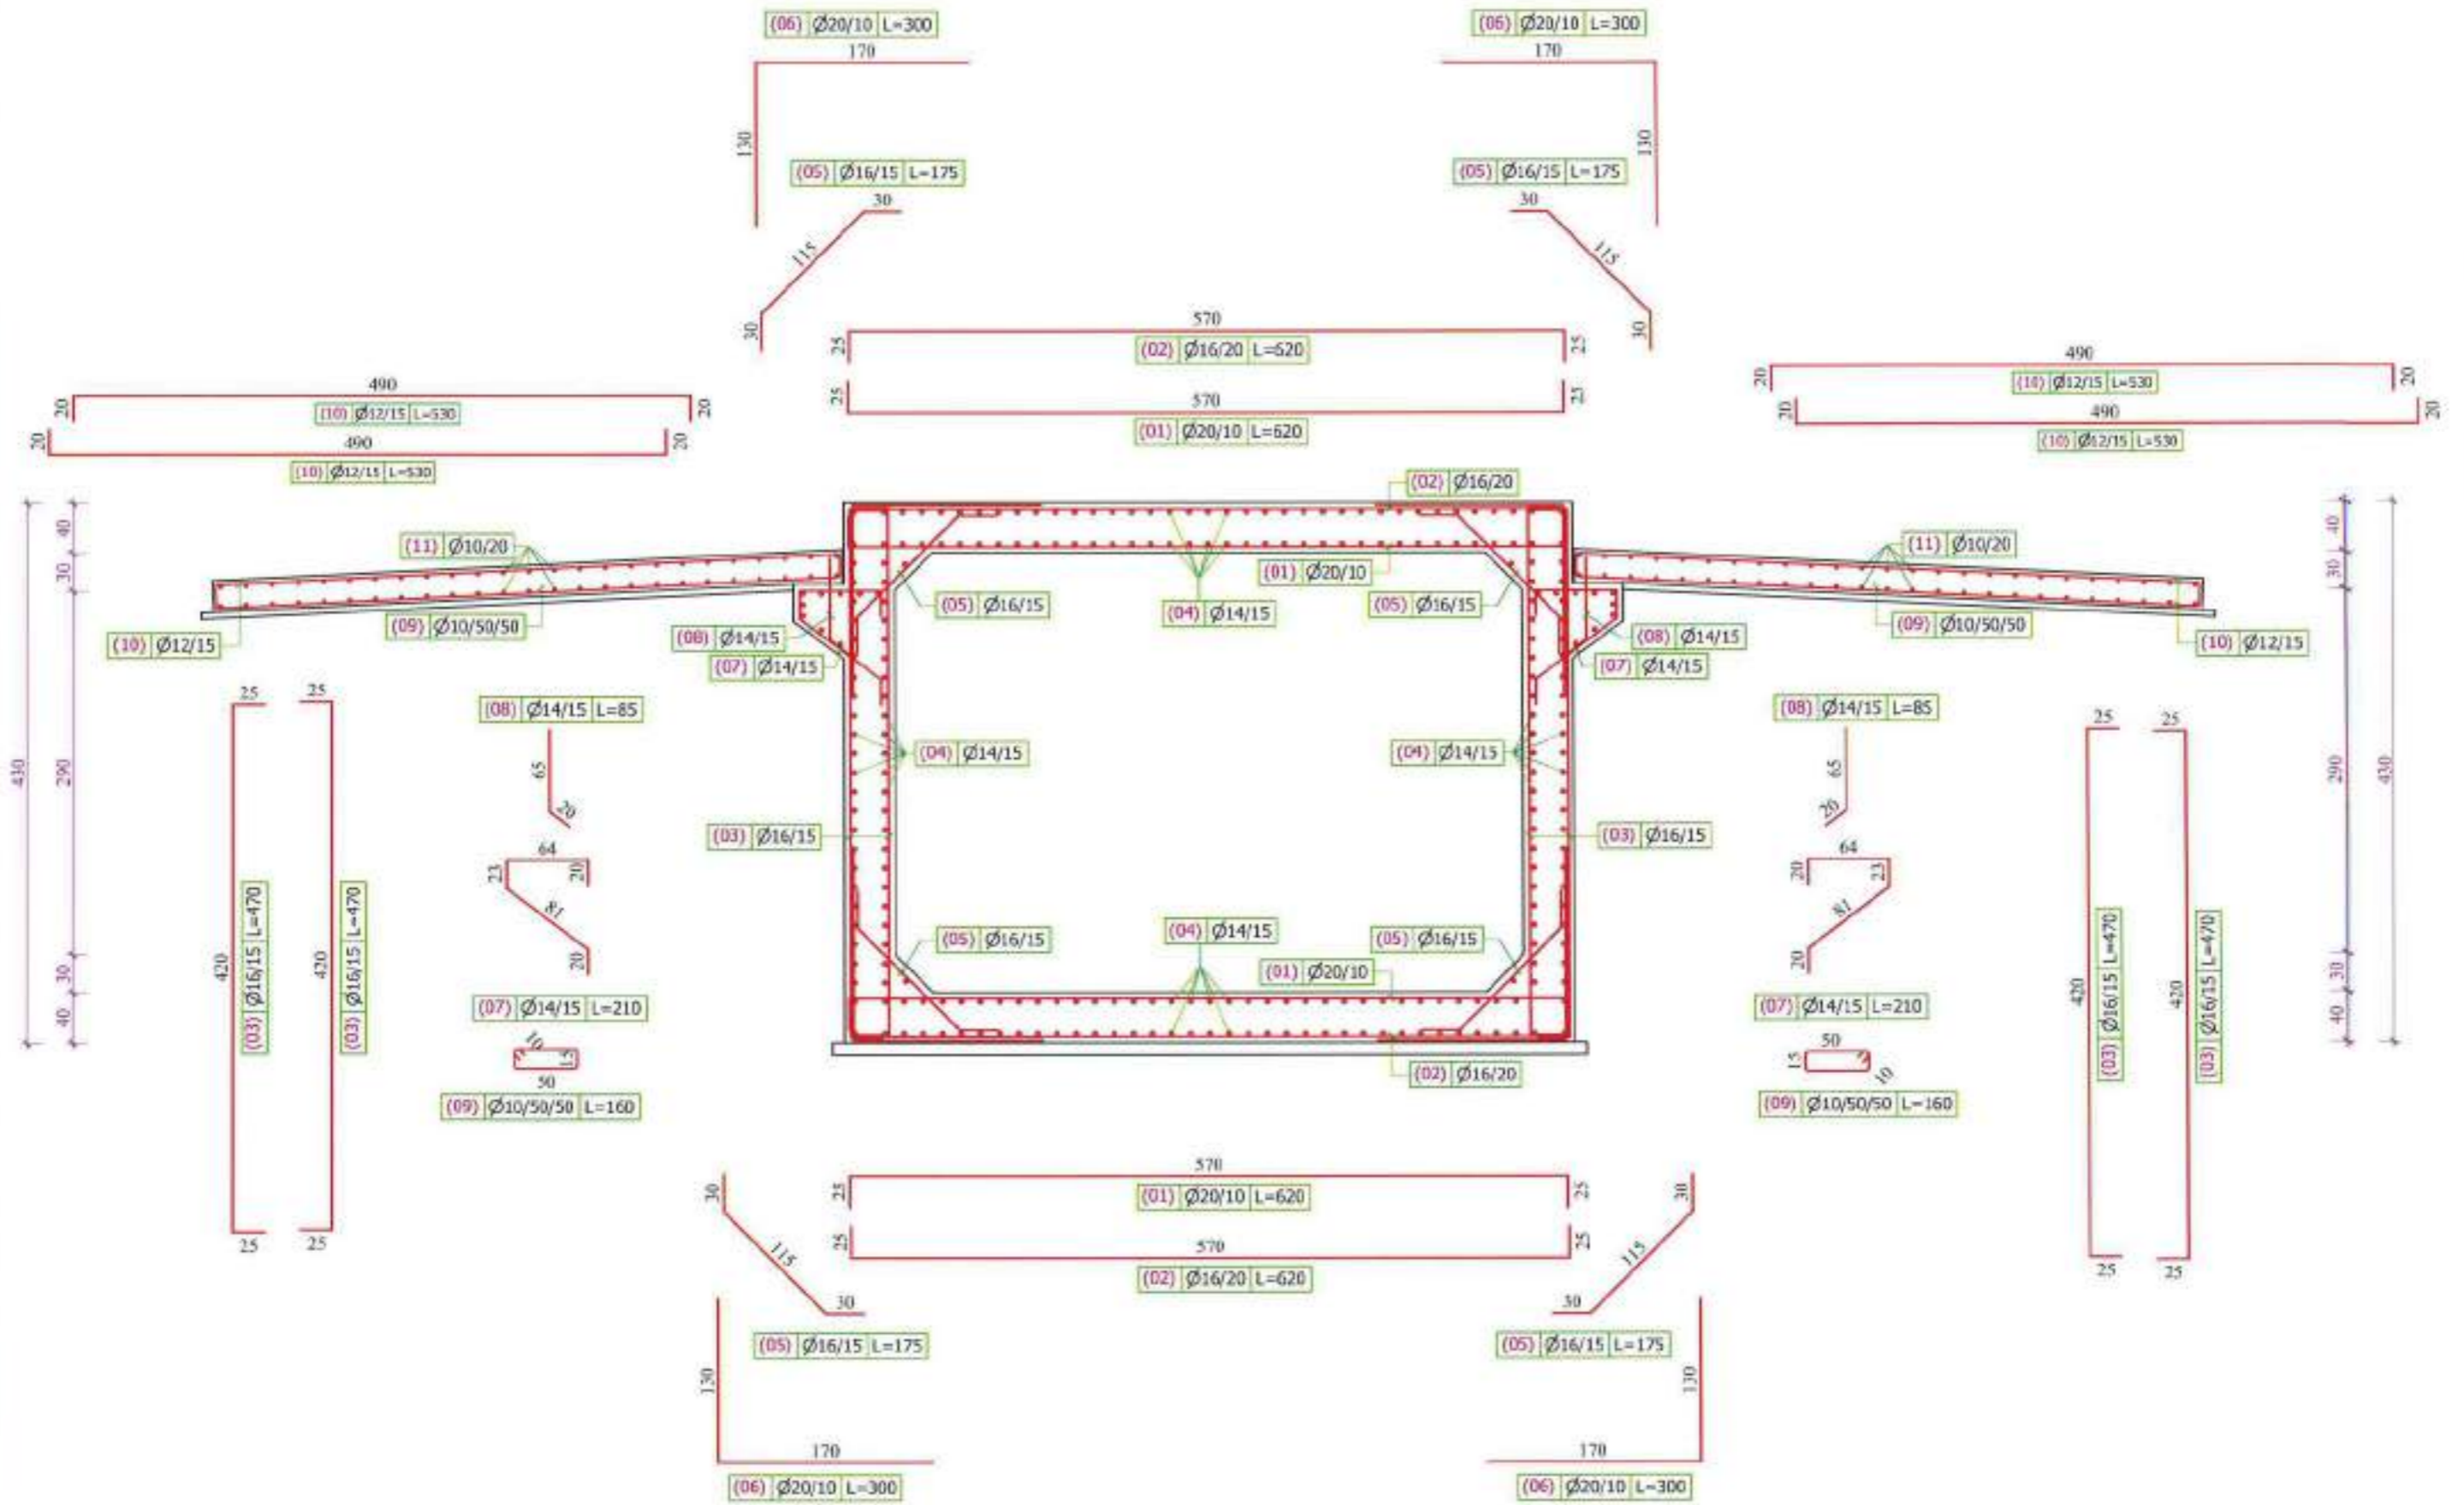 (06) Ø20/10 L=300
170
130
(06) Ø20/10 L=300
170
130
(05) Ø16/15 L=175
30
115
30
(05) Ø16/15 L=175
30
115
30
570
25
25
(02) Ø16/20 L=620
25
25
570
(01) Ø20/10 L=620
490
20
20
(10) Ø12/15 L=530
20
20
490
(10) Ø12/15 L=530
490
20
20
(10) Ø12/15 L=530
20
20
490
(10) Ø12/15 L=530
(02) Ø16/20
(11) Ø10/20
(01) Ø20/10
(11) Ø10/20
(05) Ø16/15
(04) Ø14/15
(05) Ø16/15
(10) Ø12/15
(09) Ø10/50/50
(08) Ø14/15
(07) Ø14/15
(08) Ø14/15
(07) Ø14/15
(09) Ø10/50/50
(10) Ø12/15
430
40
30
290
30
40
40
30
290
30
40
430
25
25
420
420
(03) Ø16/15 L=470
(03) Ø16/15 L=470
25
25
(08) Ø14/15 L=85
65
20
64
23
20
81
20
(07) Ø14/15 L=210
10
15
50
(09) Ø10/50/50 L=160
(04) Ø14/15
(04) Ø14/15
(03) Ø16/15
(03) Ø16/15
(05) Ø16/15
(04) Ø14/15
(05) Ø16/15
(01) Ø20/10
(02) Ø16/20
(08) Ø14/15 L=85
65
20
64
20
23
81
20
(07) Ø14/15 L=210
50
15
10
(09) Ø10/50/50 L=160
25
25
420
420
(03) Ø16/15 L=470
(03) Ø16/15 L=470
25
25
570
25
25
(01) Ø20/10 L=620
25
25
570
(02) Ø16/20 L=620
30
115
30
(05) Ø16/15 L=175
30
115
30
(05) Ø16/15 L=175
130
170
(06) Ø20/10 L=300
130
170
(06) Ø20/10 L=300